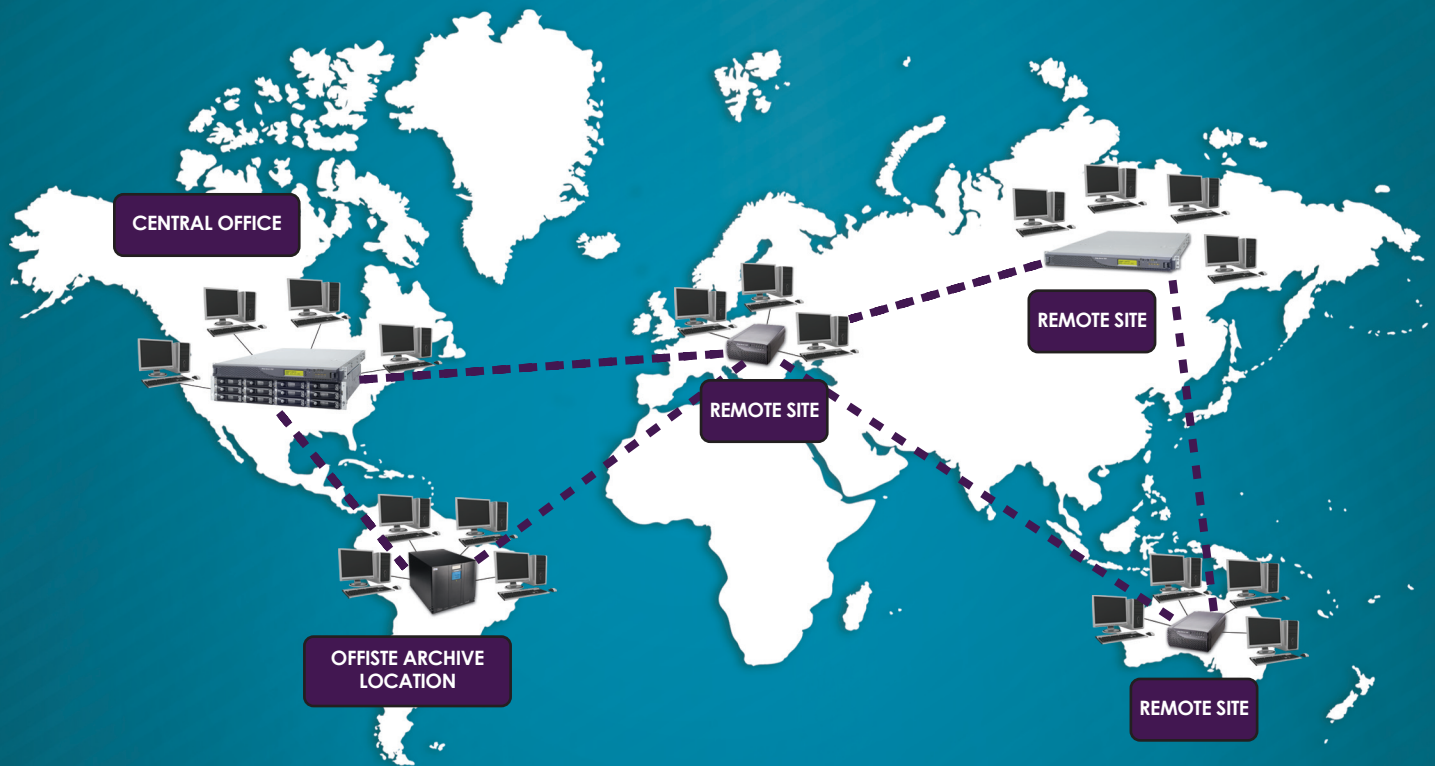 CENTRAL OFFICE
REMOTE SITE
REMOTE SITE
OFFISTE ARCHIVE
LOCATION
REMOTE SITE